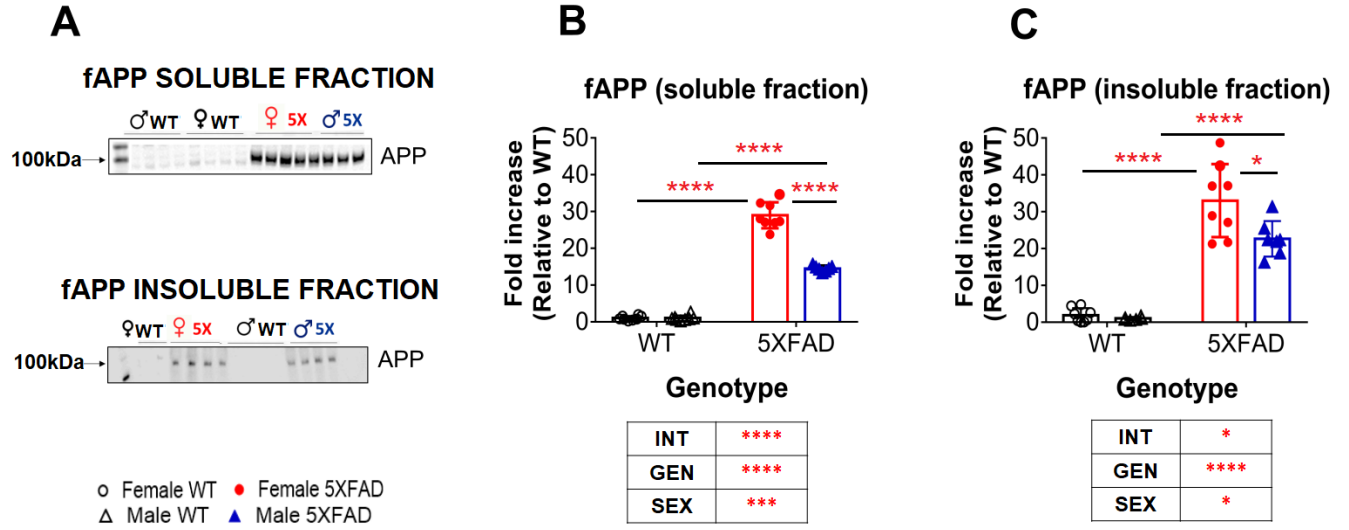 A
fAPP SOLUBLE FRACTION
♂WT ♀WT ♀ 5X ♂5X
100kDa→ APP
fAPP INSOLUBLE FRACTION
♀WT ♀ 5X ♂WT ♂5X
100kDa→ APP
○ Female WT ● Female 5XFAD
△ Male WT ▲ Male 5XFAD
B
fAPP (soluble fraction)
Fold increase
(Relative to WT)
50
40
30
20
10
0
****
**** ****
WT 5XFAD
Genotype
INT ****
GEN ****
SEX ***
C
fAPP (insoluble fraction)
Fold increase
(Relative to WT)
50
40
30
20
10
0
****
**** *
WT 5XFAD
Genotype
INT *
GEN ****
SEX *